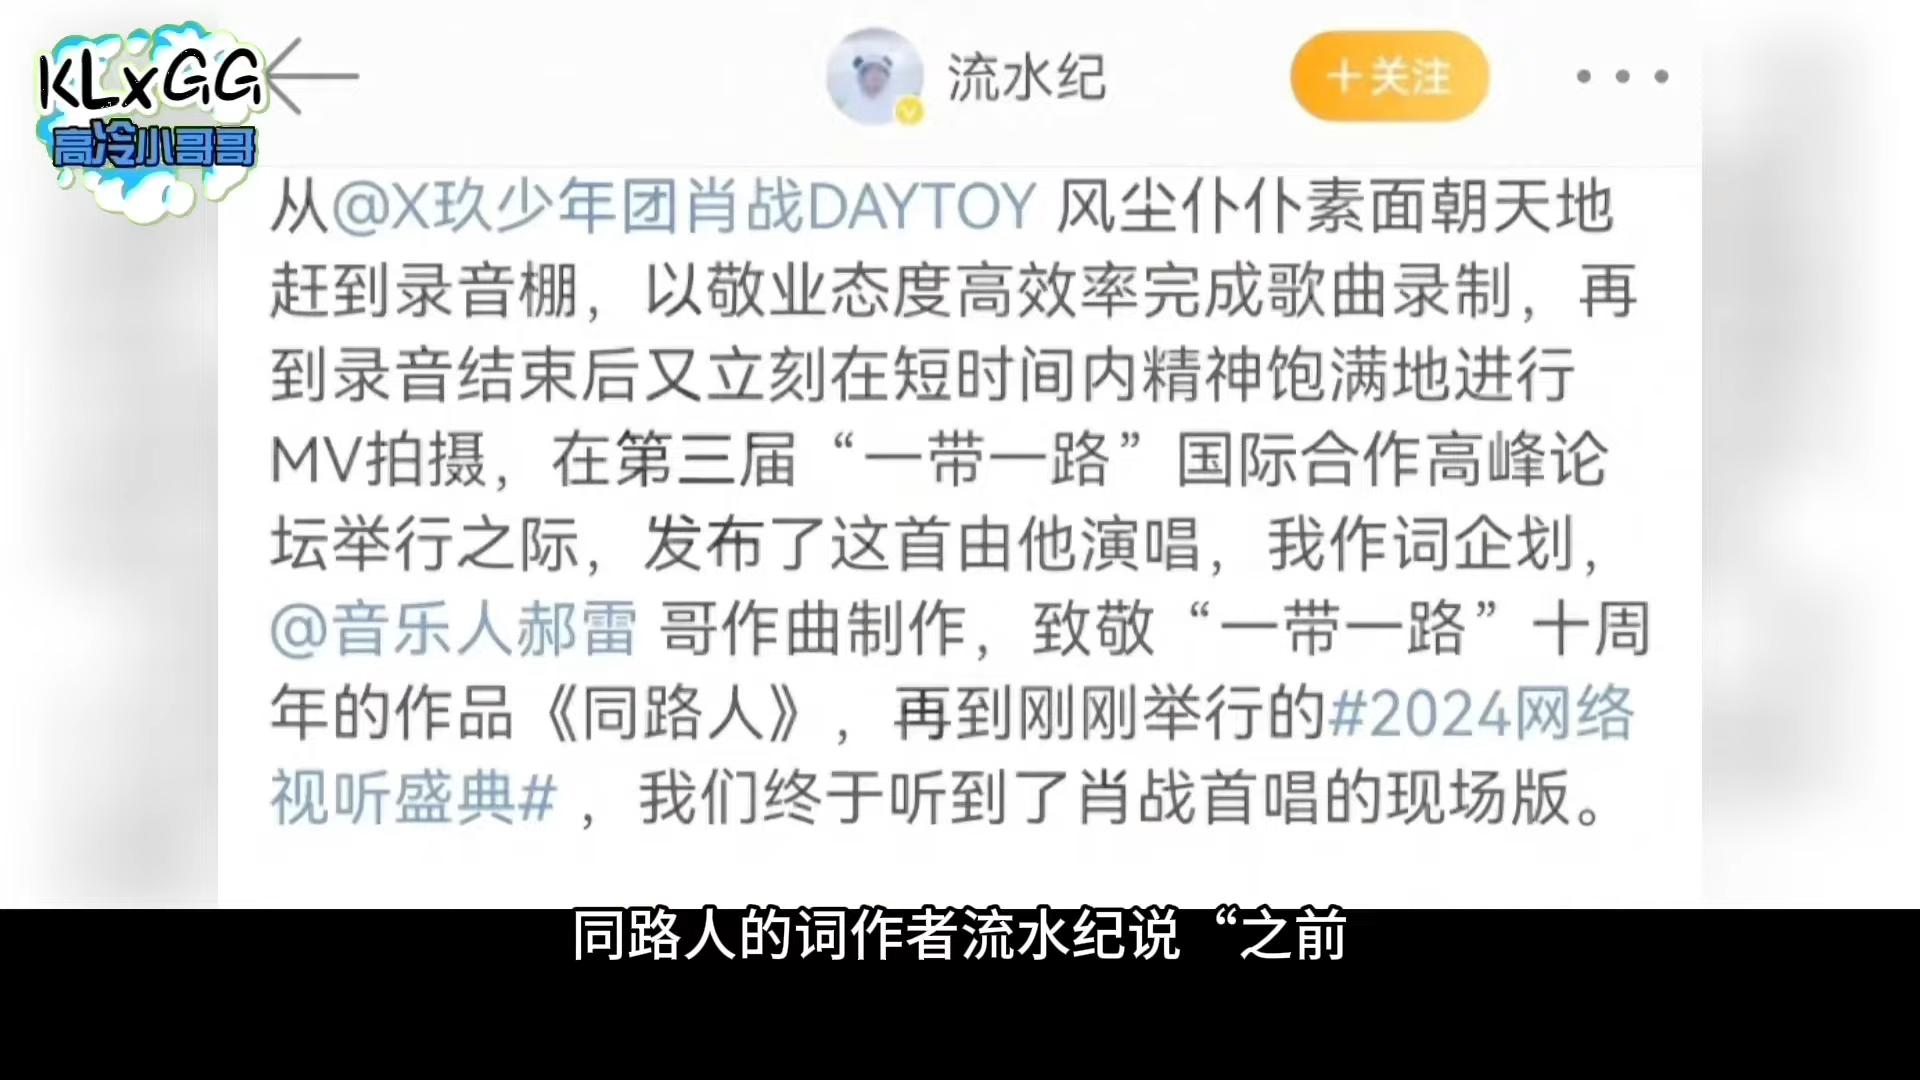 KLxGG
高冷小哥哥
流水纪
+关注
从@X玖少年团肖战DAYTOY 风尘仆仆素面朝天地
赶到录音棚，以敬业态度高效率完成歌曲录制，再
到录音结束后又立刻在短时间内精神饱满地进行
MV拍摄，在第三届“一带一路”国际合作高峰论
坛举行之际，发布了这首由他演唱，我作词企划，
@音乐人郝雷 哥作曲制作，致敬“一带一路”十周
年的作品《同路人》，再到刚刚举行的#2024网络
视听盛典#，我们终于听到了肖战首唱的现场版。
同路人的词作者流水纪说“之前